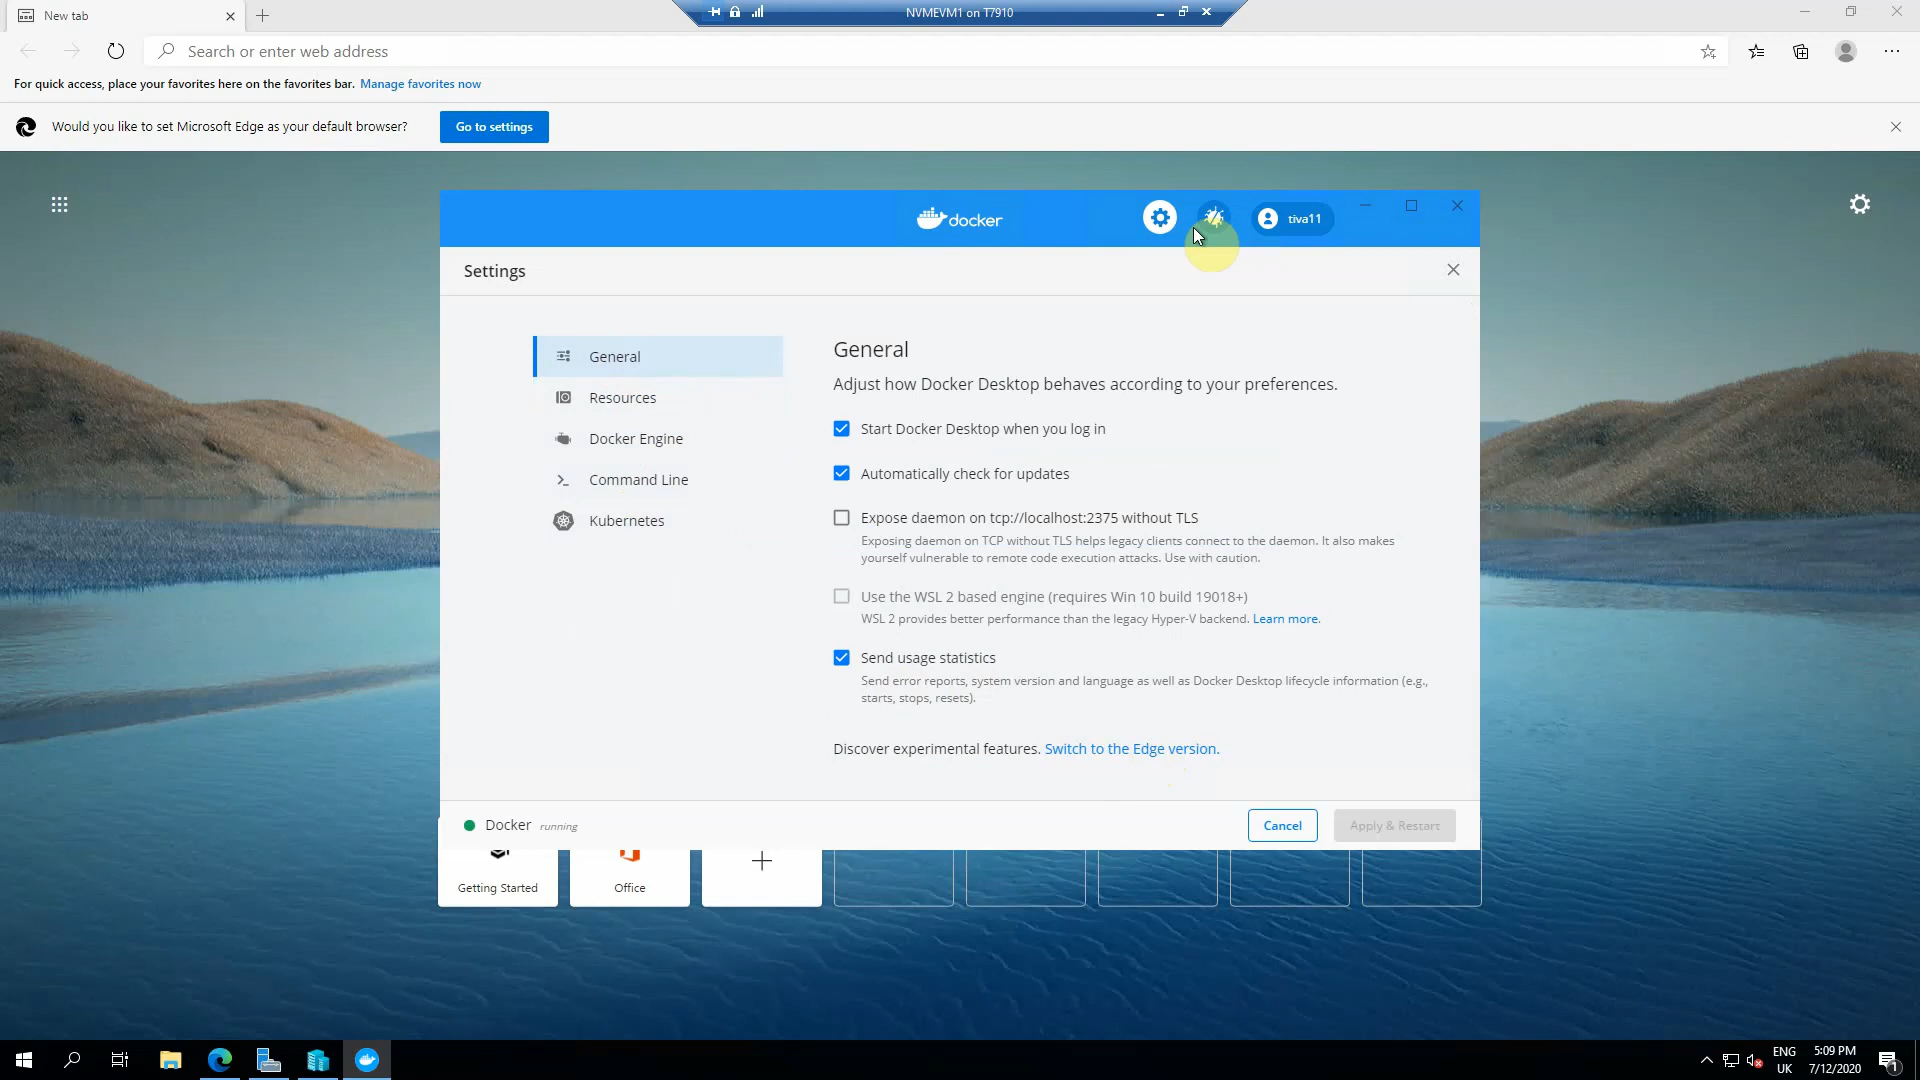 New tab
NVMEVM1 on T7910
Search or enter web address
For quick access, place your favorites here on the favorites bar. Manage favorites now
Would you like to set Microsoft Edge as your default browser?
Go to settings
docker
tiva11
Settings
General
Resources
Docker Engine
Command Line
Kubernetes
General
Adjust how Docker Desktop behaves according to your preferences.
Start Docker Desktop when you log in
Automatically check for updates
Expose daemon on tcp://localhost:2375 without TLS
Exposing daemon on TCP without TLS helps legacy clients connect to the daemon. It also makes
yourself vulnerable to remote code execution attacks. Use with caution.
Use the WSL 2 based engine (requires Win 10 build 19018+)
WSL 2 provides better performance than the legacy Hyper-V backend. Learn more.
Send usage statistics
Send error reports, system version and language as well as Docker Desktop lifecycle information (e.g.,
starts, stops, resets).
Discover experimental features. Switch to the Edge version.
Docker running
Cancel
Apply & Restart
Getting Started
Office
ENG
UK
5:09 PM
7/12/2020
1